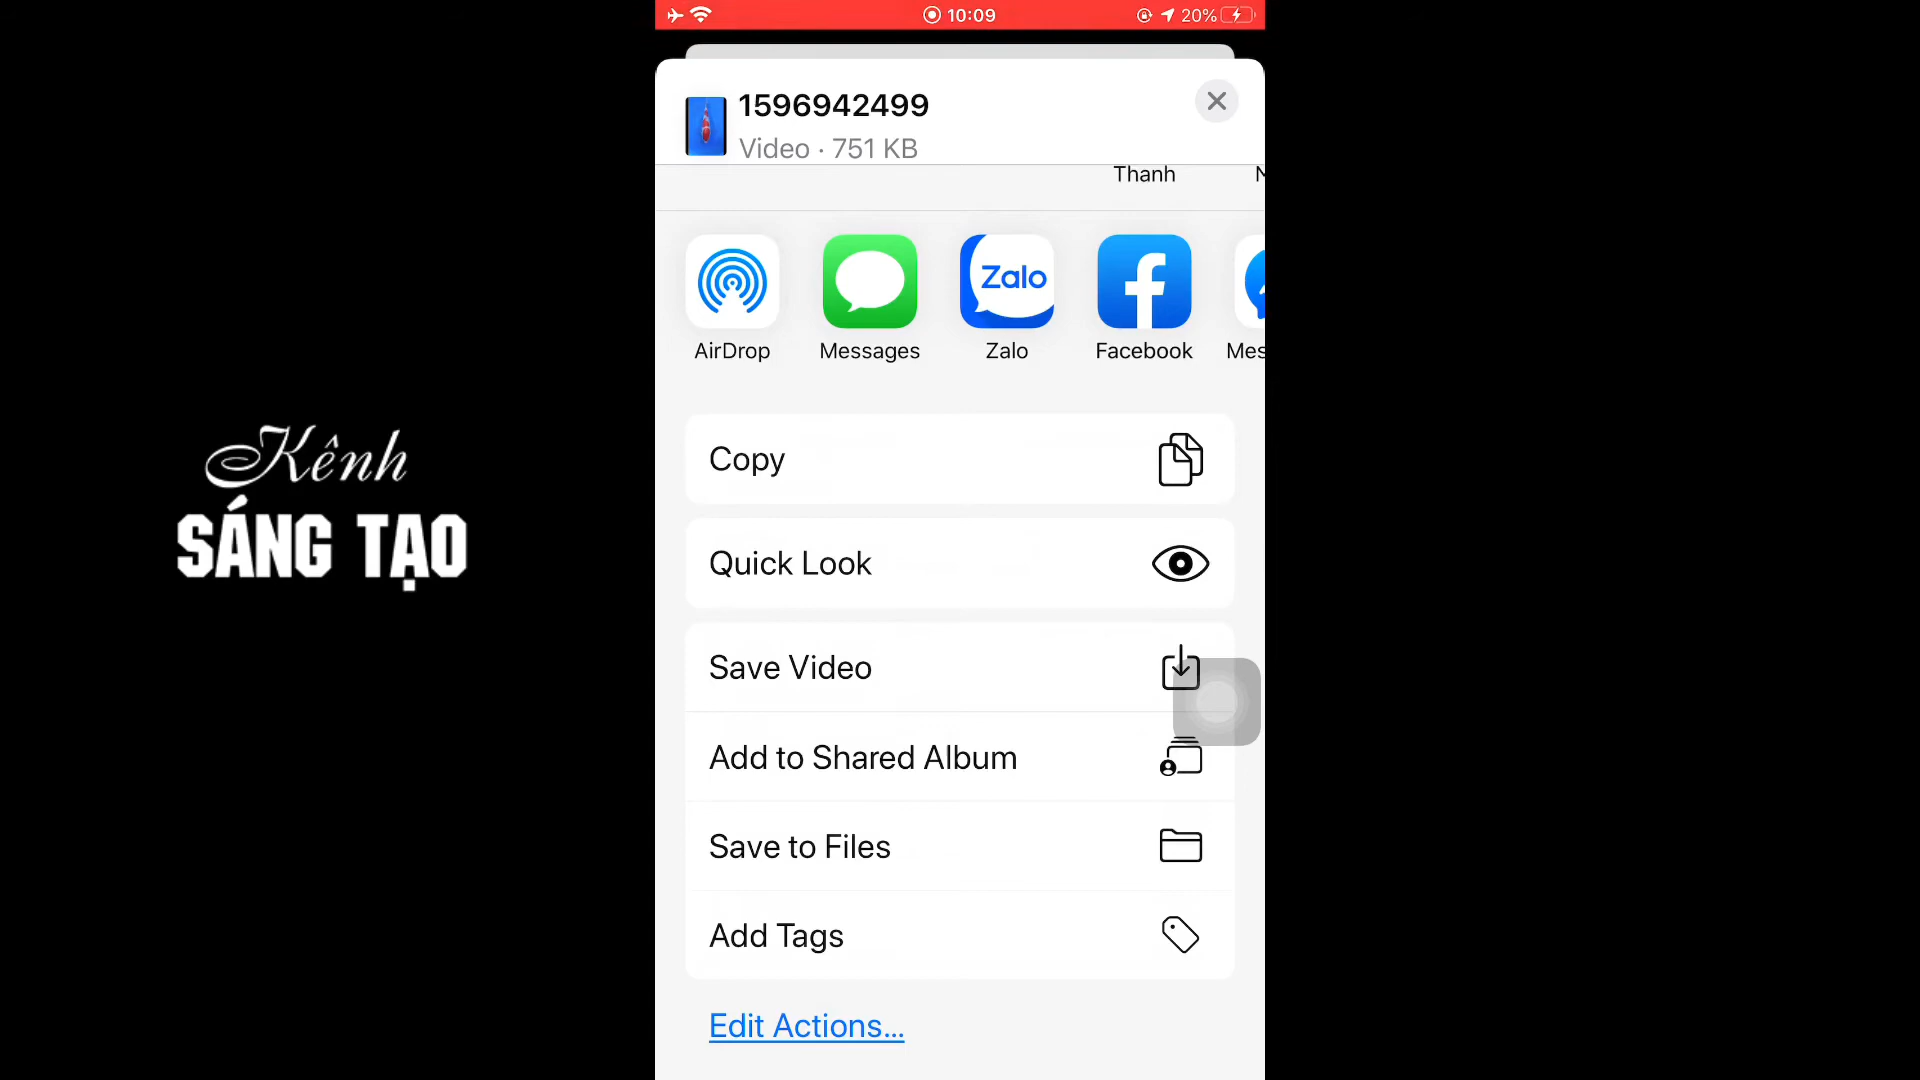 10:09
20%
1596942499
Video · 751 KB
Thanh
AirDrop
Messages
Zalo
Zalo
Facebook
Mes
Copy
Quick Look
Save Video
Add to Shared Album
Save to Files
Add Tags
Edit Actions...
Kênh
SÁNG TẠO